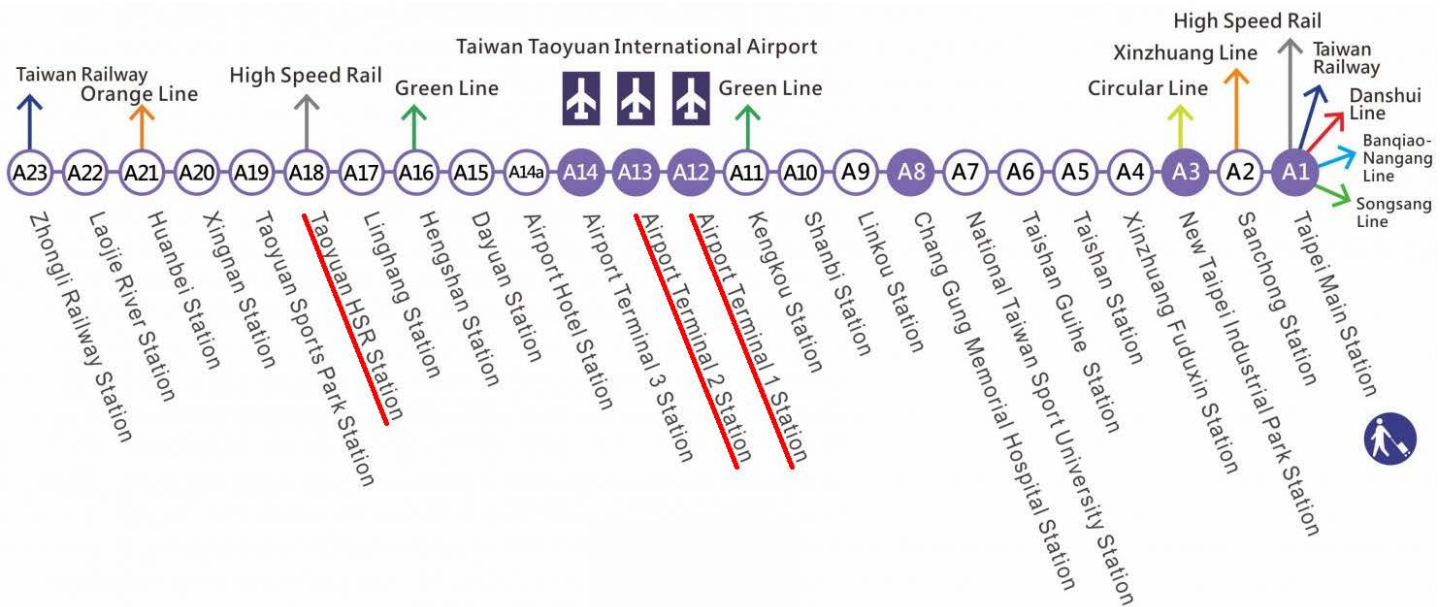 High Speed Rail
Taiwan Taoyuan International Airport
Xinzhuang Line
Taiwan
Railway
Taiwan Railway
Orange Line
High Speed Rail
Green Line
Green Line
Circular Line
Danshui
Line
Banqiao-
Nangang
Line
Songsang
Line
A23 A22 A21 A20 A19 A18 A17 A16 A15 A14a A14 A13 A12 A11 A10 A9 A8 A7 A6 A5 A4 A3 A2 A1
Zhongli Railway Station
Laojie River Station
Huanbei Station
Xingnan Station
Taoyuan Sports Park Station
Taoyuan HSR Station
Linghang Station
Hengshan Station
Dayuan Station
Airport Hotel Station
Airport Terminal 3 Station
Airport Terminal 2 Station
Airport Terminal 1 Station
Kengkou Station
Shanbi Station
Linkou Station
Chang Gung Memorial Hospital Station
National Taiwan Sport University Station
Taishan Guihe Station
Taishan Station
Xinzhuang Fuduxin Station
New Taipei Industrial Park Station
Sanchong Station
Taipei Main Station